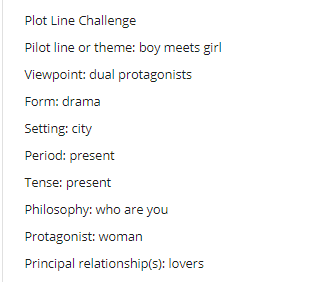 Plot Line Challenge
Pilot line or theme: boy meets girl
Viewpoint: dual protagonists
Form: drama
Setting: city
Period: present
Tense: present
Philosophy: who are you
Protagonist: woman
Principal relationship(s): lovers